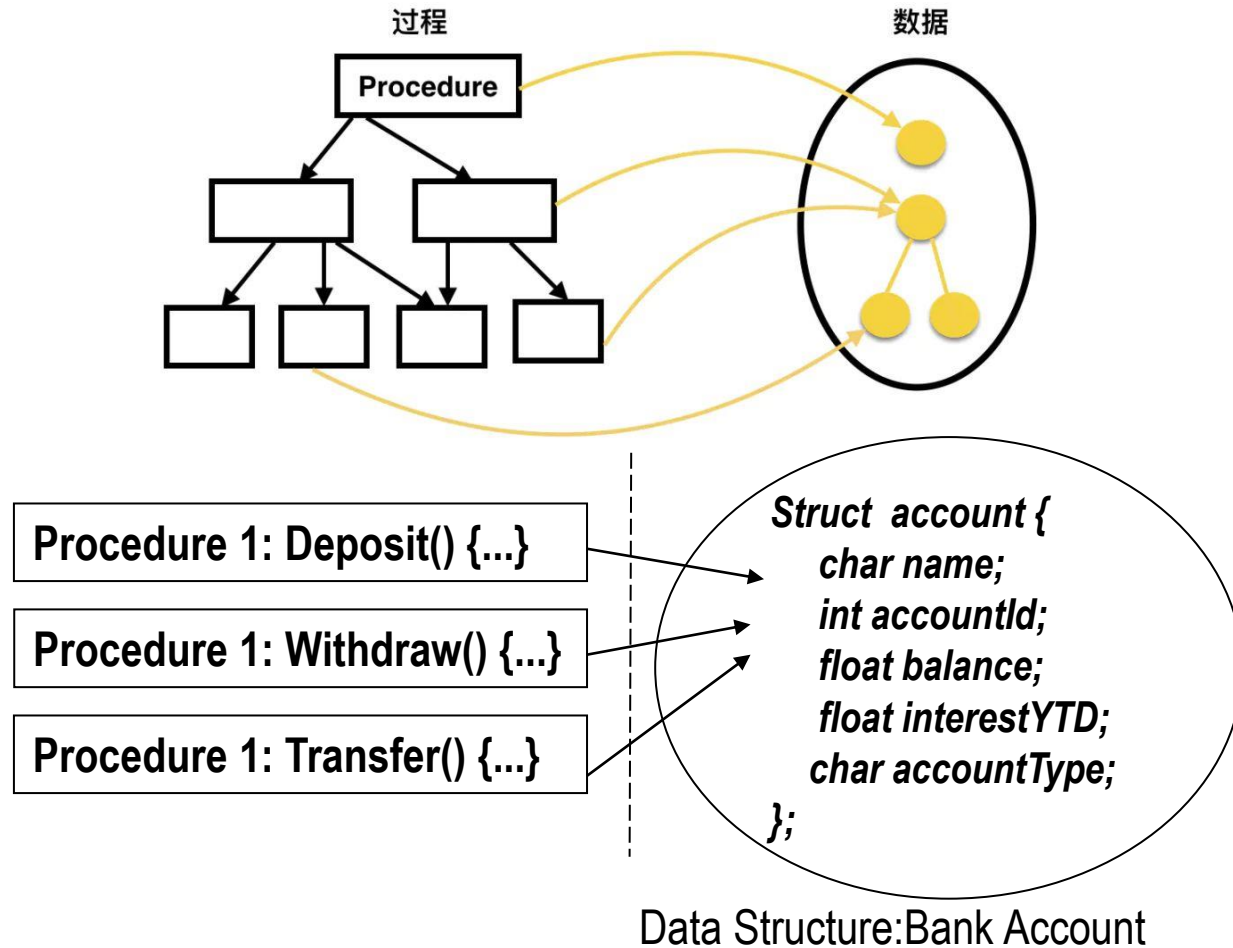 过程
数据
Procedure
Procedure 1: Deposit() {...}
Procedure 1: Withdraw() {...}
Procedure 1: Transfer() {...}
Struct account {
char name;
int accountId;
float balance;
float interestYTD;
char accountType;
};
Data Structure:Bank Account